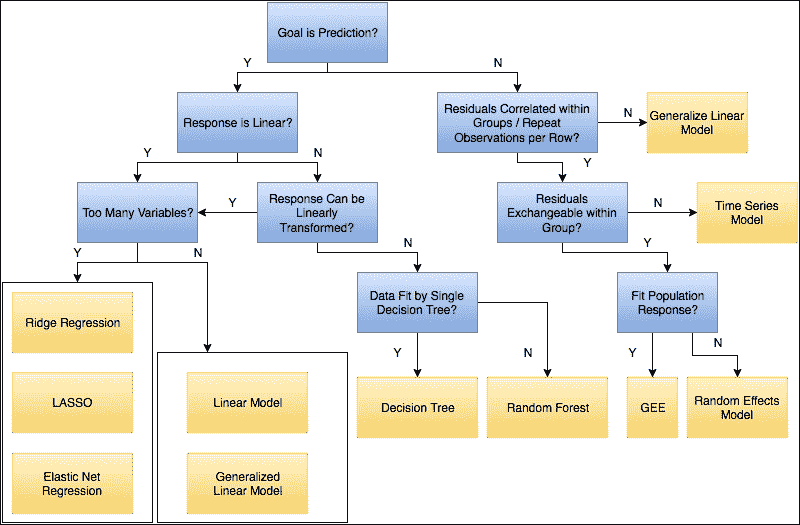 Goal is Prediction?
Y
N
Response is Linear?
Residuals Correlated within
Groups / Repeat
Observations per Row?
N
Generalize Linear
Model
Y
N
Y
Too Many Variables?
Y
Response Can be
Linearly
Transformed?
Residuals
Exchangeable within
Group?
N
Time Series
Model
Y
N
N
Y
Ridge Regression
Data Fit by Single
Decision Tree?
Fit Population
Response?
Y
N
Y
N
LASSO
Linear Model
Decision Tree
Random Forest
GEE
Random Effects
Model
Elastic Net
Regression
Generalized
Linear Model